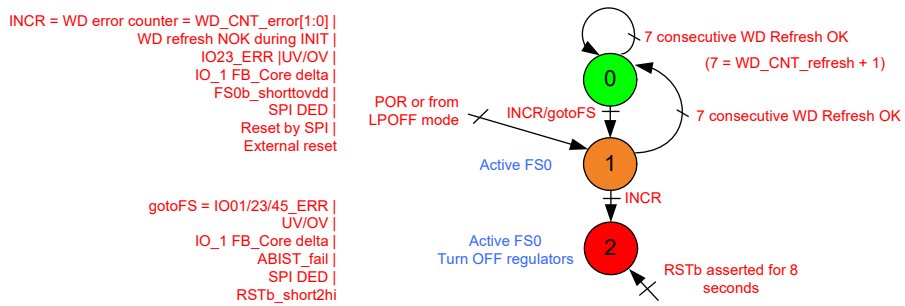 INCR = WD error counter = WD_CNT_error[1:0] |
WD refresh NOK during INIT |
IO23_ERR |UV/OV |
IO_1 FB_Core delta |
FS0b_shorttovdd |
SPI DED |
Reset by SPI |
External reset
7 consecutive WD Refresh OK
(7 = WD_CNT_refresh + 1)
0
POR or from
LPOFF mode
INCR/gotoFS
7 consecutive WD Refresh OK
Active FS0
1
INCR
gotoFS = IO01/23/45_ERR |
UV/OV |
IO_1 FB_Core delta |
ABIST_fail |
SPI DED |
RSTb_short2hi
Active FS0
Turn OFF regulators
2
RSTb asserted for 8
seconds